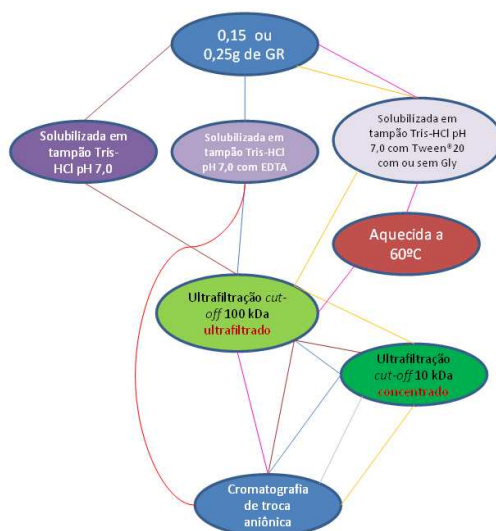 0,15 ou
0,25g de GR
Solubilizada em
tampão Tris-
HCl pH 7,0
Solubilizada em
tampão Tris-HCl pH
7,0 com EDTA
Solubilizada em
tampão Tris-HCl pH
7,0 com Tween®20
com ou sem Gly
Aquecida a
60ºC
Ultrafiltração cut-
off 100 kDa
ultrafiltrado
Ultrafiltração
cut-off 10 kDa
concentrado
Cromatografia
de troca
aniônica